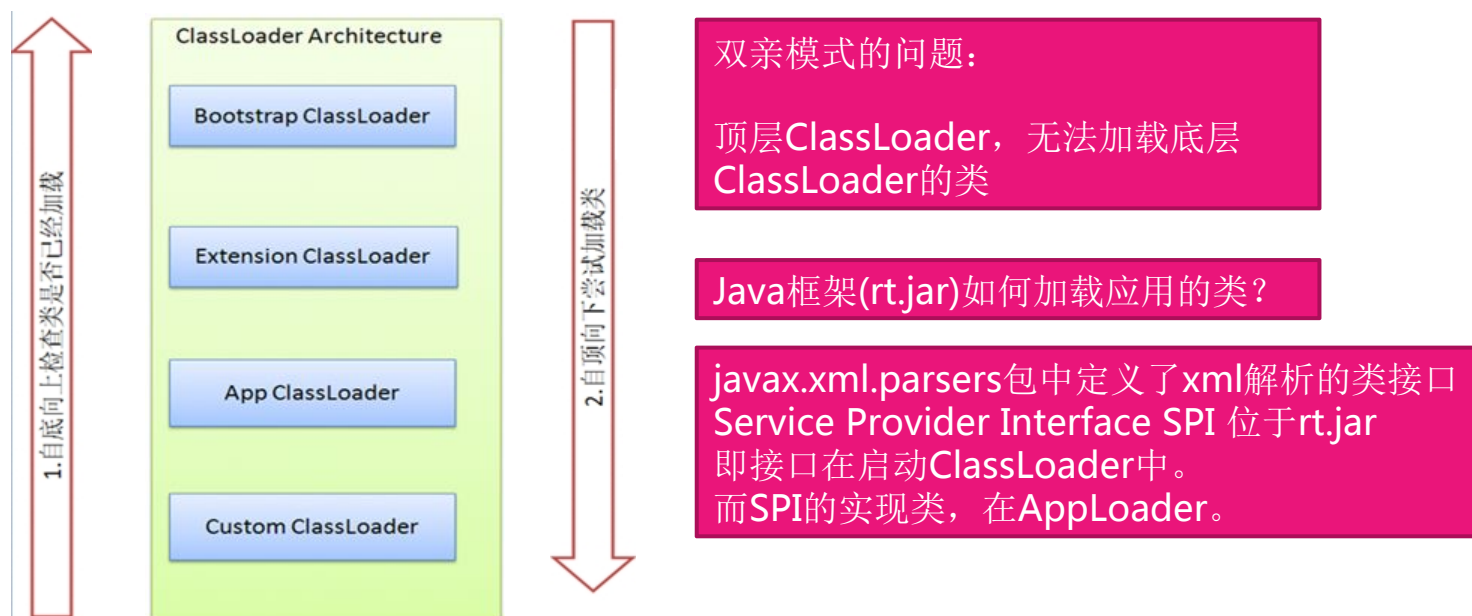 1.自底向上检查类是否已经加载
ClassLoader Architecture
Bootstrap ClassLoader
Extension ClassLoader
App ClassLoader
Custom ClassLoader
2.自顶向下尝试加载类
双亲模式的问题：
顶层ClassLoader，无法加载底层
ClassLoader的类
Java框架(rt.jar)如何加载应用的类？
javax.xml.parsers包中定义了xml解析的类接口
Service Provider Interface SPI 位于rt.jar
即接口在启动ClassLoader中。
而SPI的实现类，在AppLoader。